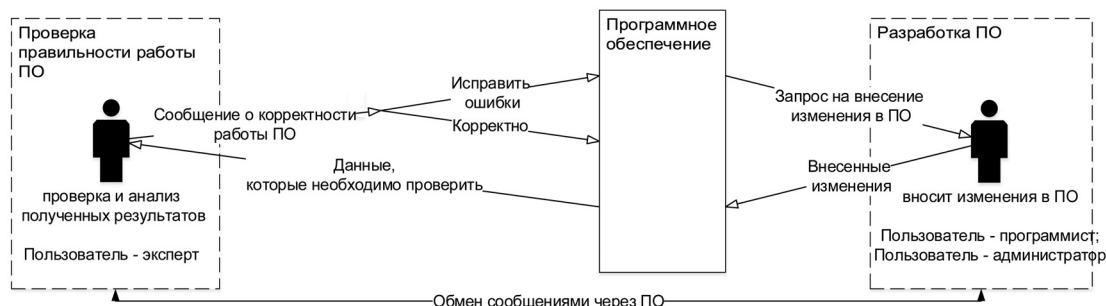 Проверка
правильности работы
ПО
проверка и анализ
полученных результатов
Пользователь - эксперт
Сообщение о корректности
работы ПО
Исправить
ошибки
Корректно
Данные,
которые необходимо проверить
Программное
обеспечение
Запрос на внесение
изменения в ПО
Внесенные
изменения
Разработка ПО
вносит изменения в ПО
Пользователь - программист;
Пользователь - администратор
Обмен сообщениями через ПО